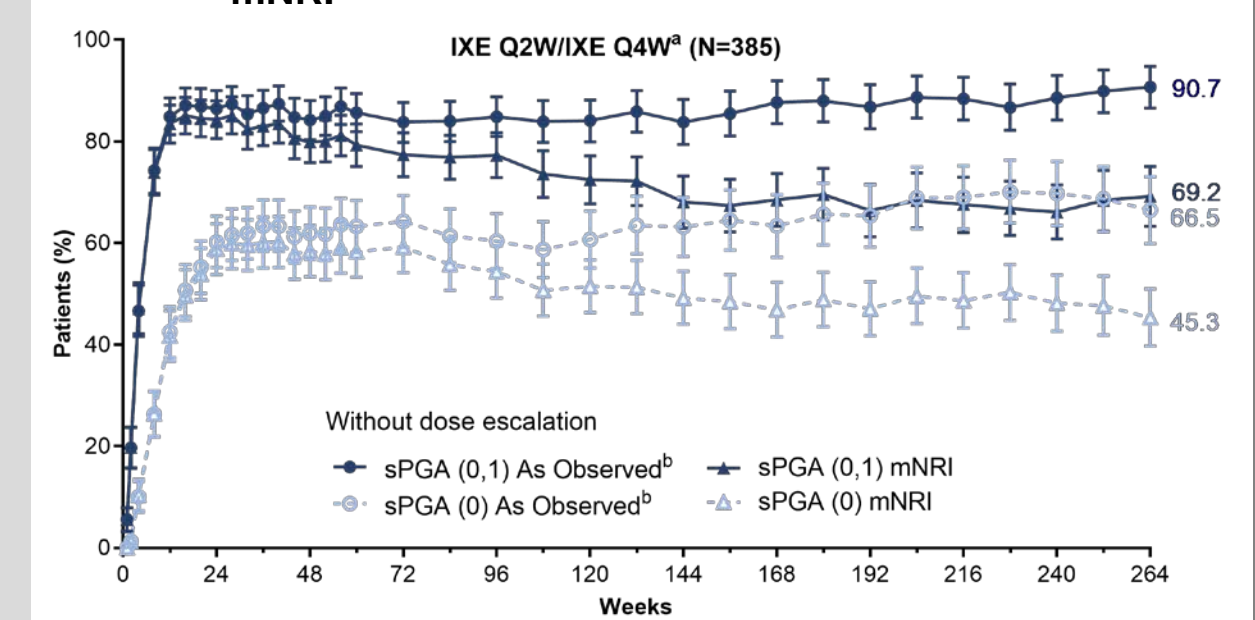 mNRI
IXE Q2W/IXE Q4Wᵃ (N=385)
100
80
60
40
20
0
Patients (%)
90.7
69.2
66.5
45.3
Without dose escalation
sPGA (0,1) As Observedᵇ
sPGA (0,1) mNRI
sPGA (0) As Observedᵇ
sPGA (0) mNRI
0 24 48 72 96 120 144 168 192 216 240 264
Weeks